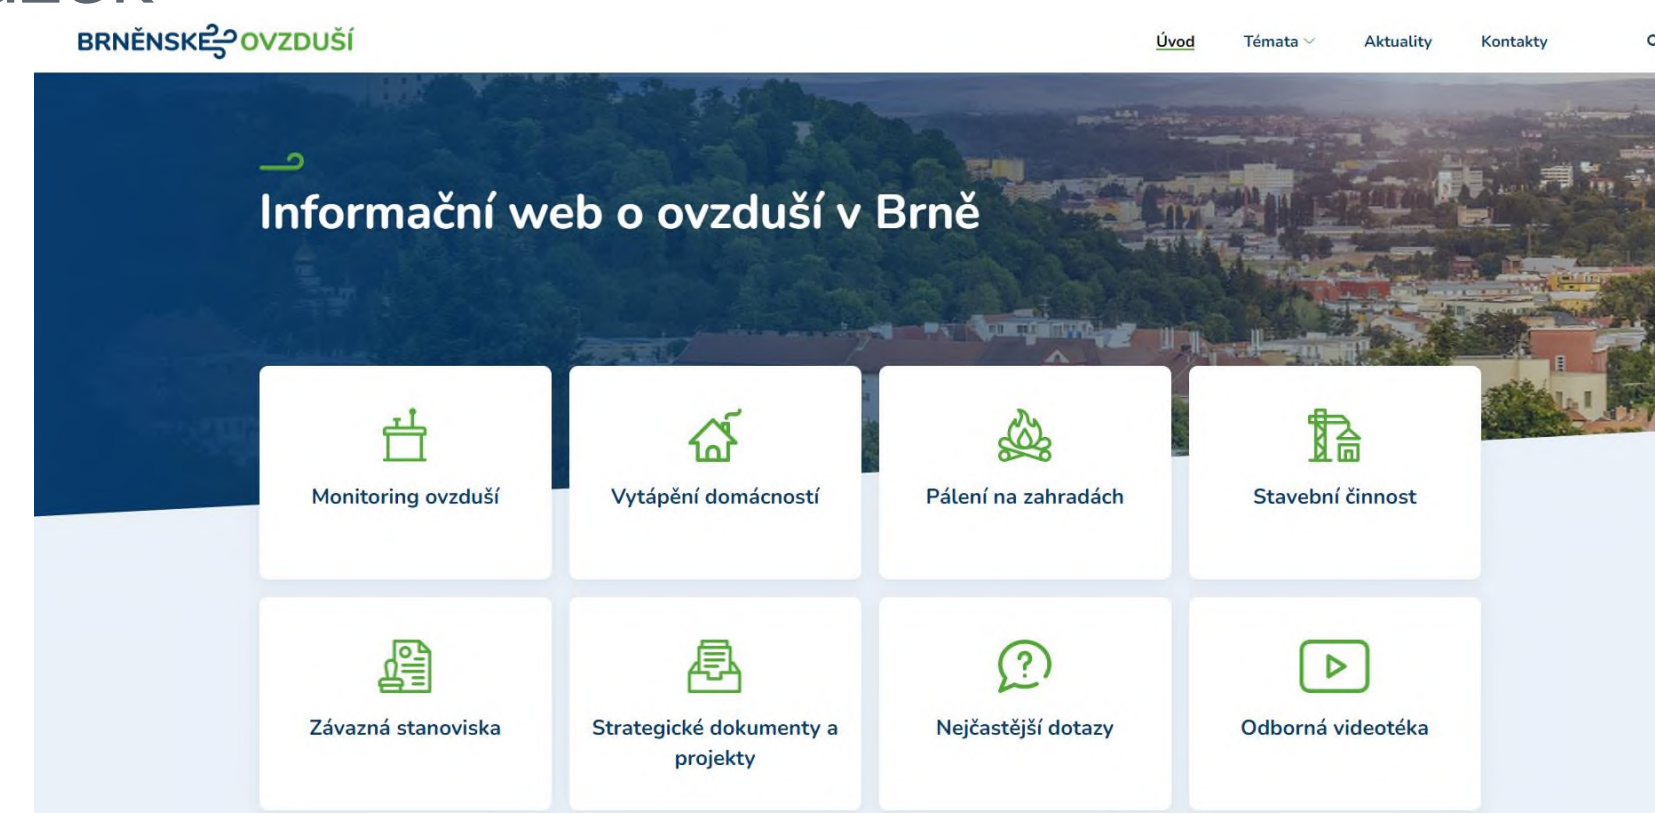 BRNĚNSKÉ OVZDUŠÍ
Úvod Témata Aktuality Kontakty
Informační web o ovzduší v Brně
Monitoring ovzduší
Vytápění domácností
Pálení na zahradách
Stavební činnost
Závazná stanoviska
Strategické dokumenty a
projekty
Nejčastější dotazy
Odborná videotéka